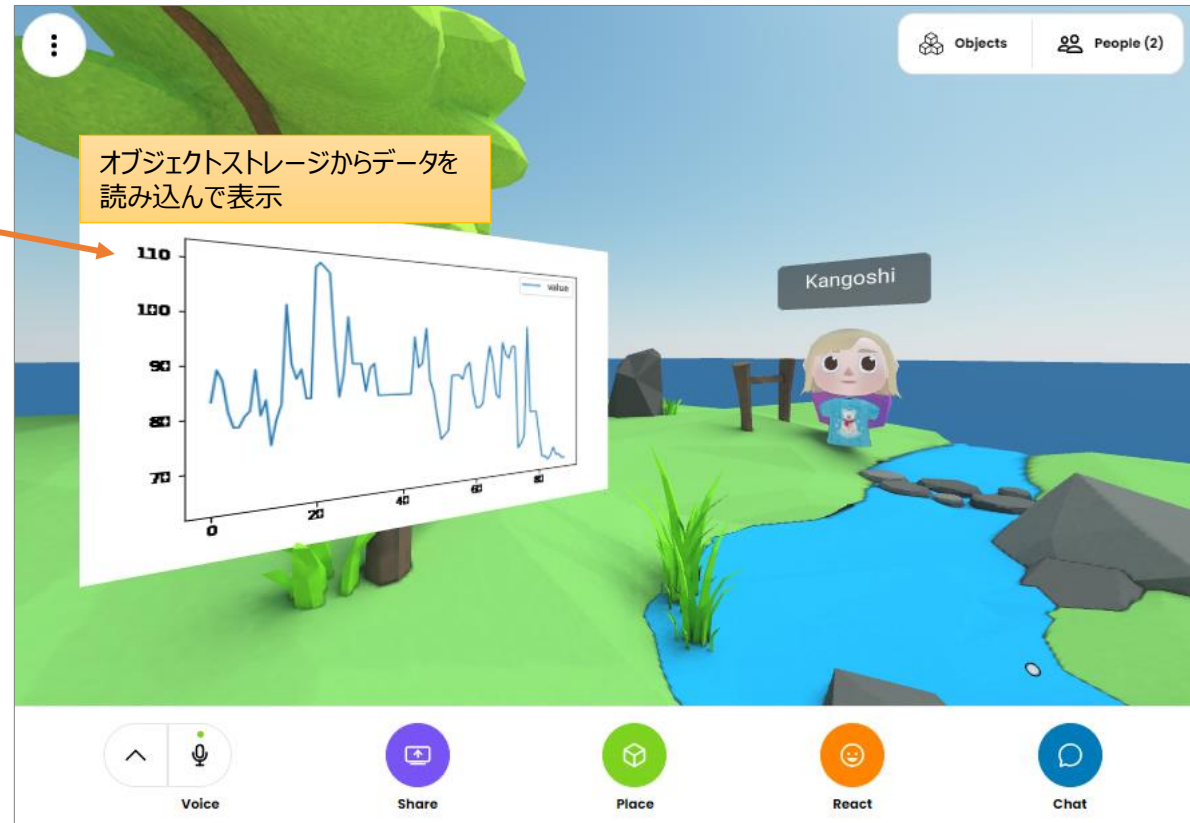 Objects
People (2)
オブジェクトストレージからデータを
読み込んで表示
110
100
90
80
70
value
0
20
40
60
80
Kangoshi
Voice
Share
Place
React
Chat